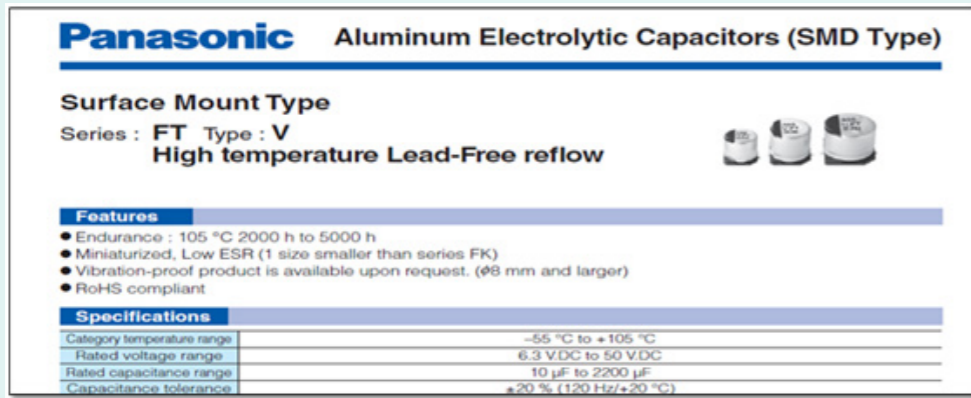 Panasonic Aluminum Electrolytic Capacitors (SMD Type)
Surface Mount Type
Series : FT Type : V
High temperature Lead-Free reflow
Features
● Endurance : 105 °C 2000 h to 5000 h
● Miniaturized, Low ESR (1 size smaller than series FK)
● Vibration-proof product is available upon request. (ϕ8 mm and larger)
● RoHS compliant
Specifications
Category temperature range –55 °C to +105 °C
Rated voltage range 6.3 V.DC to 50 V.DC
Rated capacitance range 10 µF to 2200 µF
Capacitance tolerance ±20 % (120 Hz/+20 °C)